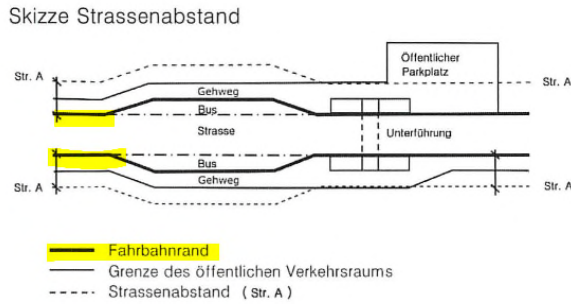 Skizze Strassenabstand
Öffentlicher
Parkplatz
Str. A
Str. A
Gehweg
Bus
Strasse
Unterführung
Bus
Gehweg
Str. A
Str. A
Fahrbahnrand
Grenze des öffentlichen Verkehrsraums
Strassenabstand ( Str. A )